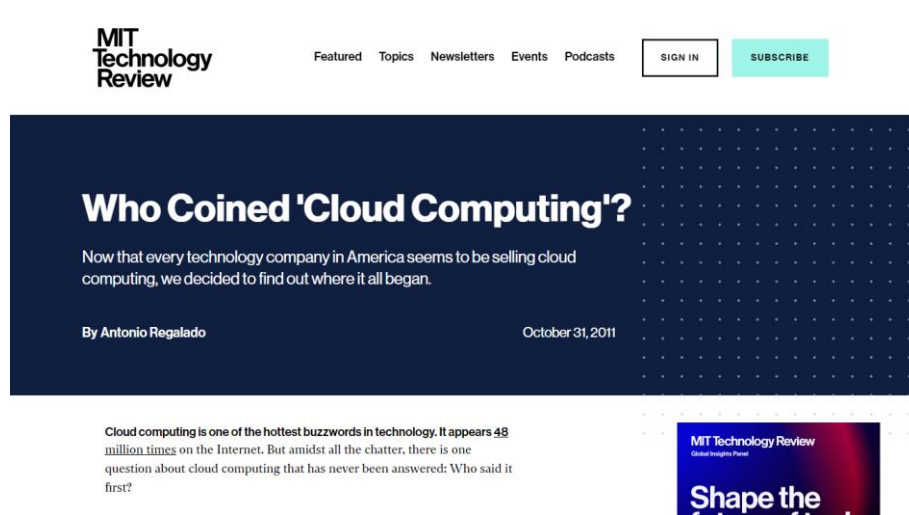 MIT
Technology
Review
Featured Topics Newsletters Events Podcasts SIGN IN SUBSCRIBE
Who Coined 'Cloud Computing'?
Now that every technology company in America seems to be selling cloud
computing, we decided to find out where it all began.
By Antonio Regalado October 31, 2011
Cloud computing is one of the hottest buzzwords in technology. It appears 48
million times on the Internet. But amidst all the chatter, there is one
question about cloud computing that has never been answered: Who said it
first?
MIT Technology Review
Global Insights Panel
Shape the